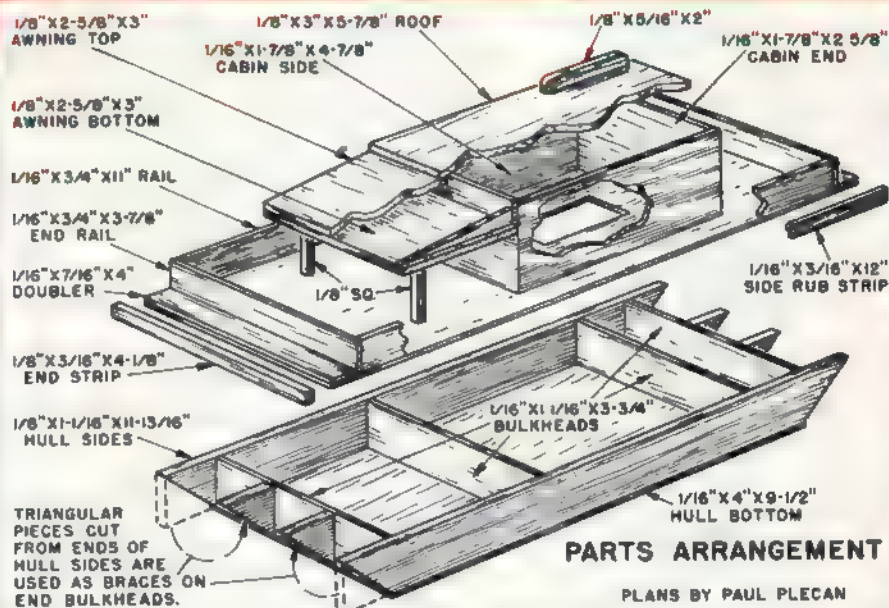 1/8"X2-5/8"X3"
AWNING TOP
1/8"X3"X5-7/8" ROOF
1/16"X1-7/8"X4-7/8"
CABIN SIDE
1/8"X5/16"X2"
1/16"X1-7/8"X2 5/8"
CABIN END
1/8"X2-5/8"X3"
AWNING BOTTOM
1/16"X3/4"X11" RAIL
1/16"X3/4"X3-7/8"
END RAIL
1/16"X7/16"X4"
DOUBLER
1/8"SQ.
1/16"X3/16"X12"
SIDE RUB STRIP
1/8"X3/16"X4-1/8"
END STRIP
1/8"X1-1/16"X11-13/16"
HULL SIDES
1/16"X1 1/16"X3-3/4"
BULKHEADS
1/16"X4"X9-1/2"
HULL BOTTOM
TRIANGULAR
PIECES CUT
FROM ENDS OF
HULL SIDES ARE
USED AS BRACES ON
END BULKHEADS.
PARTS ARRANGEMENT
PLANS BY PAUL PLECAN